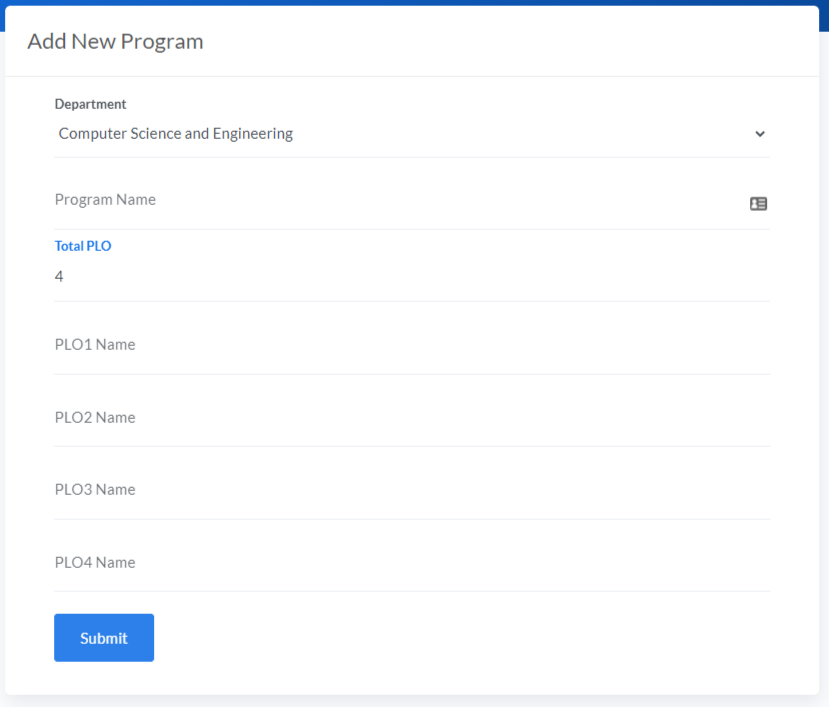 Add New Program
Department
Computer Science and Engineering
Program Name
Total PLO
4
PLO1 Name
PLO2 Name
PLO3 Name
PLO4 Name
Submit